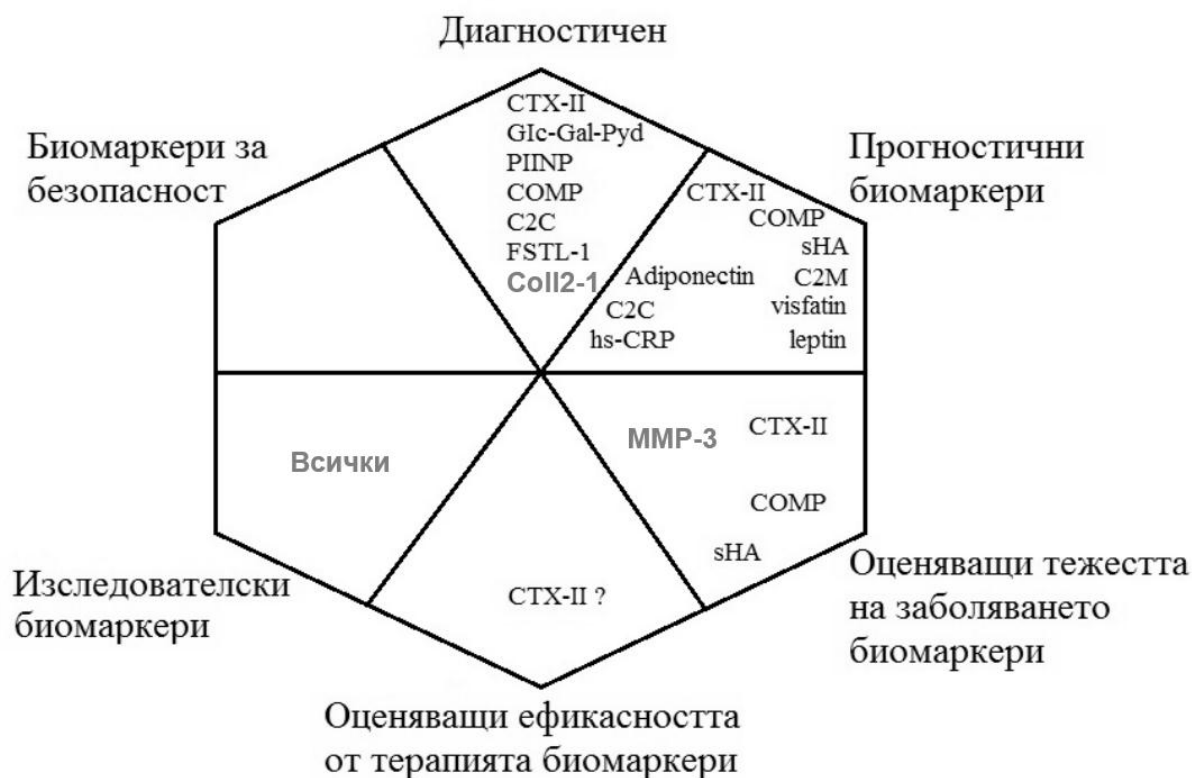 Диагностичен
Биомаркери за
безопасност
CTX-II
Glc-Gal-Pyd
PIINP
COMP
C2C
FSTL-1
Coll2-1
Прогностични
биомаркери
CTX-II
COMP
sHA
Adiponectin
C2M
C2C
visfatin
hs-CRP
leptin
Всички
MMP-3
CTX-II
COMP
sHA
CTX-II ?
Изследователски
биомаркери
Оценяващи тежестта
на заболяването
биомаркери
Оценяващи ефикасността
от терапията биомаркери